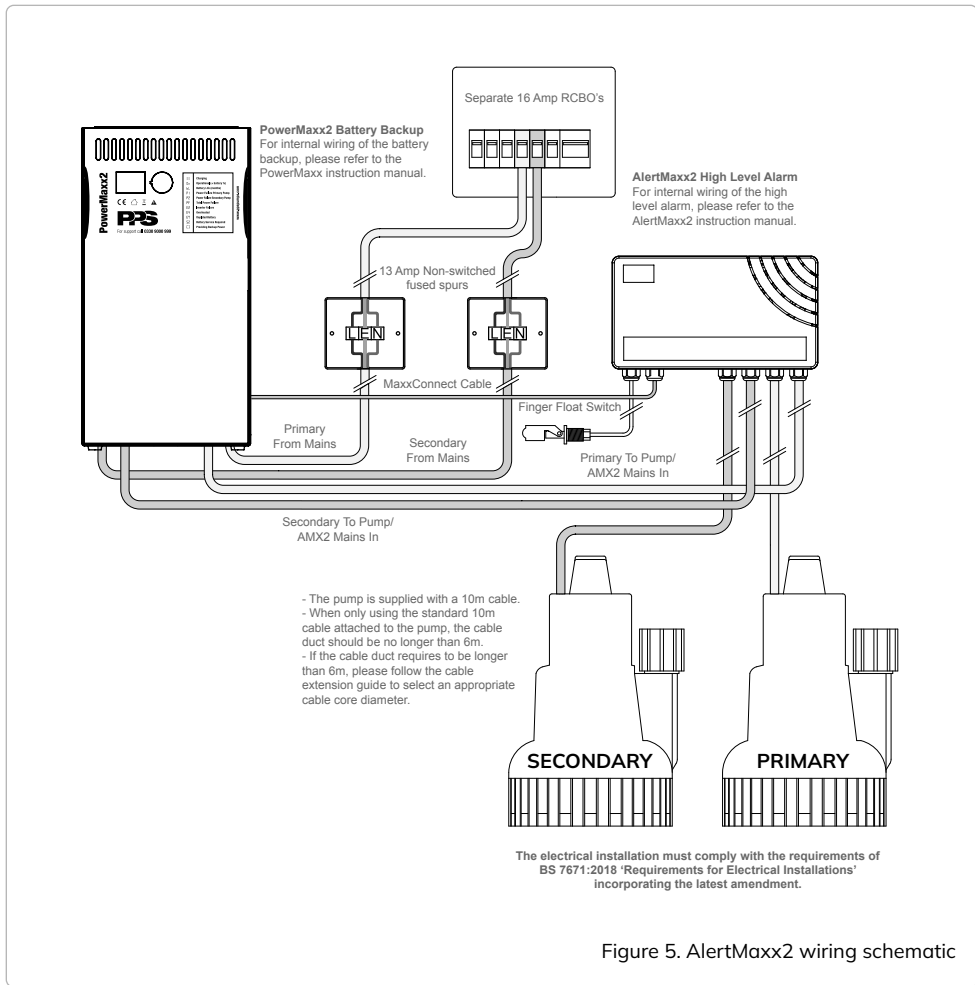 Separate 16 Amp RCBO's
PowerMaxx2 Battery Backup
For internal wiring of the battery
backup, please refer to the
PowerMaxx instruction manual.
AlertMaxx2 High Level Alarm
For internal wiring of the high
level alarm, please refer to the
AlertMaxx2 instruction manual.
PowerMaxx2
PPS
For support call 0330 9000 999
Charging
13 Amp Non-switched
fused spurs
L E N
L E N
MaxxConnect Cable
Finger Float Switch
Primary
From Mains
Secondary
From Mains
Primary To Pump/
AMX2 Mains In
Secondary To Pump/
AMX2 Mains In
- The pump is supplied with a 10m cable.
- When only using the standard 10m
cable attached to the pump, the cable
duct should be no longer than 6m.
- If the cable duct requires to be longer
than 6m, please follow the cable
extension guide to select an appropriate
cable core diameter.
SECONDARY
PRIMARY
The electrical installation must comply with the requirements of
BS 7671:2018 'Requirements for Electrical Installations'
incorporating the latest amendment.
Figure 5. AlertMaxx2 wiring schematic